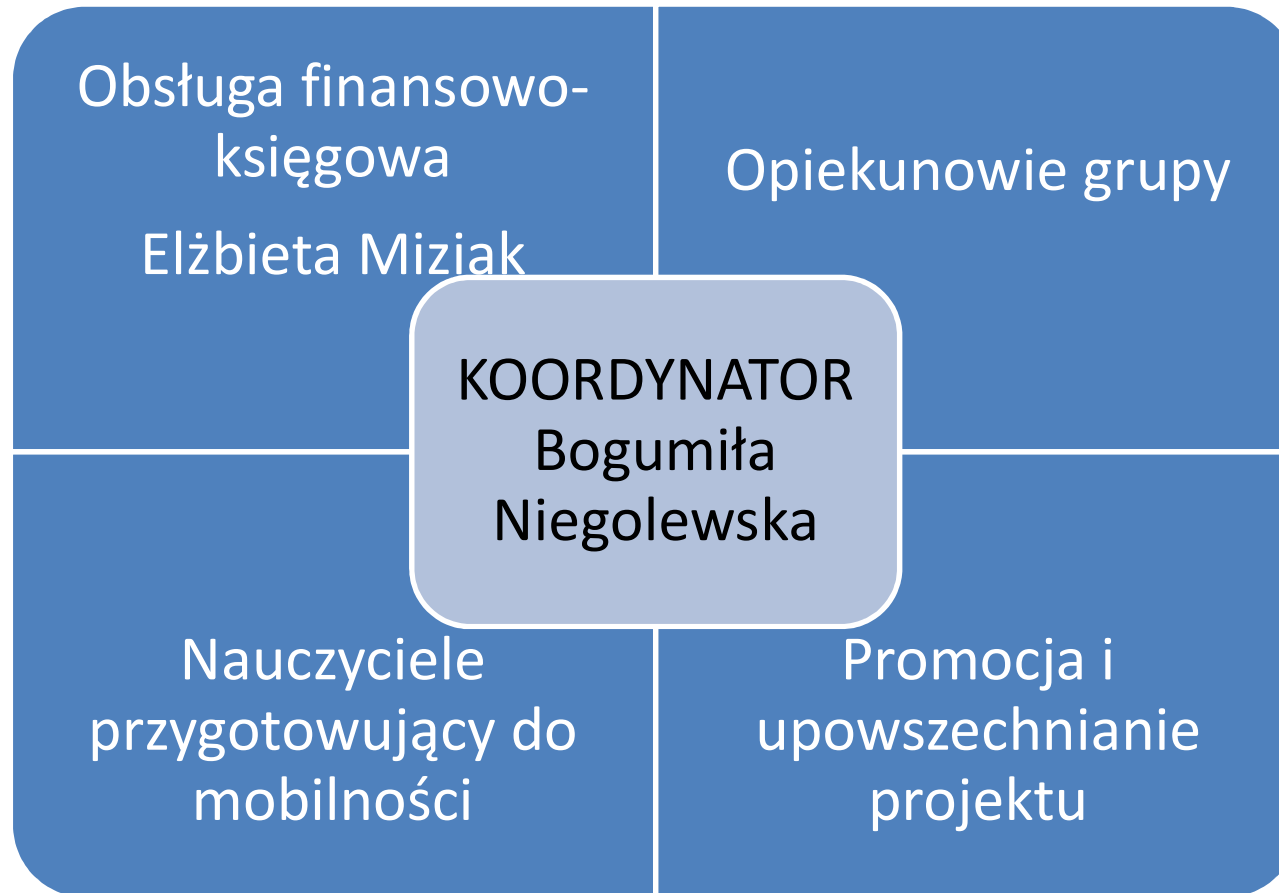 Obsługa finansowo-
księgowa
Elżbieta Miziak
Opiekunowie grupy
KOORDYNATOR
Bogumiła
Niegolewska
Nauczyciele
przygotowujący do
mobilności
Promocja i
upowszechnianie
projektu